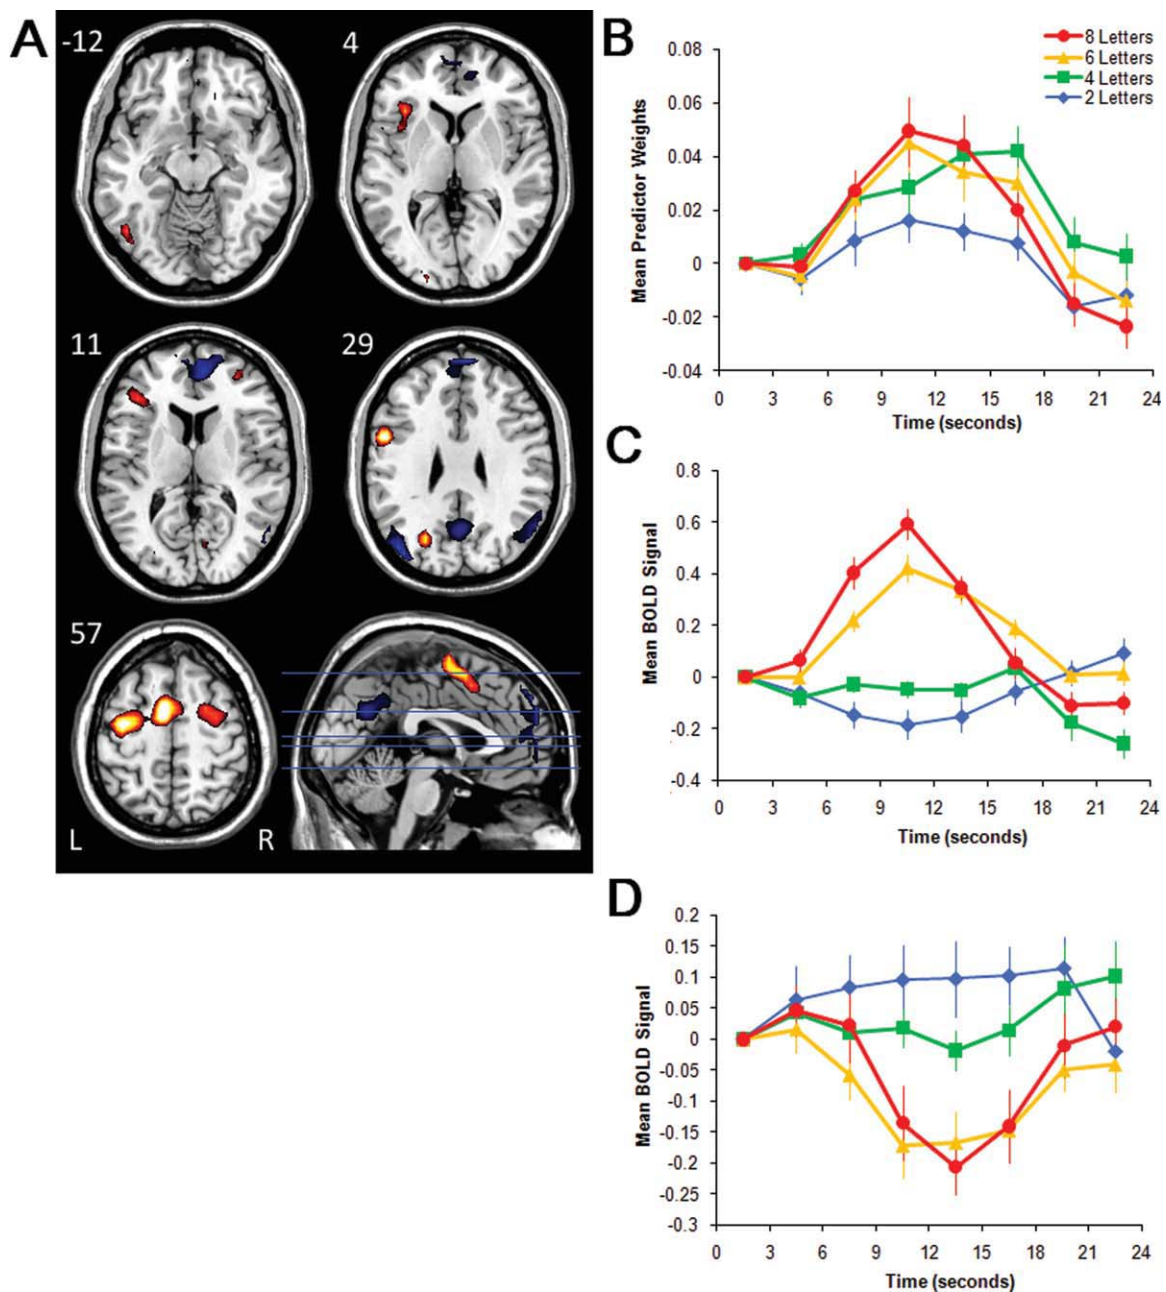 A
-12
4
11
29
57
L
R
B
8 Letters
6 Letters
4 Letters
2 Letters
Mean Predictor Weights
0.08
0.06
0.04
0.02
0
-0.02
-0.04
0 3 6 9 12 15 18 21 24
Time (seconds)
C
Mean BOLD Signal
0.8
0.6
0.4
0.2
0
-0.2
-0.4
0 3 6 9 12 15 18 21 24
Time (seconds)
D
Mean BOLD Signal
0.2
0.15
0.1
0.05
0
-0.05
-0.1
-0.15
-0.2
-0.25
-0.3
0 3 6 9 12 15 18 21 24
Time (seconds)